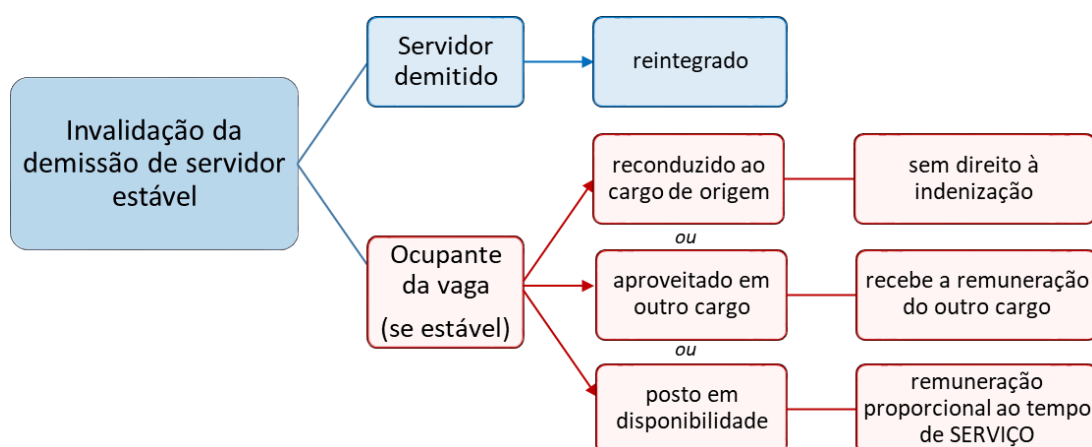 Invalidação da
demissão de servidor
estável
Servidor
demitido
reintegrado
Ocupante
da vaga
(se estável)
reconduzido ao
cargo de origem
sem direito à
indenização
ou
aproveitado em
outro cargo
recebe a remuneração
do outro cargo
ou
posto em
disponibilidade
remuneração
proporcional ao tempo
de SERVIÇO